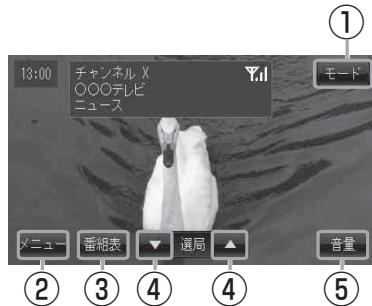 ①
13:00
チャンネル X
○○○テレビ
ニュース
モード
メニュー 番組表 ▼ 選局 ▲ 音量
② ③ ④ ④ ⑤